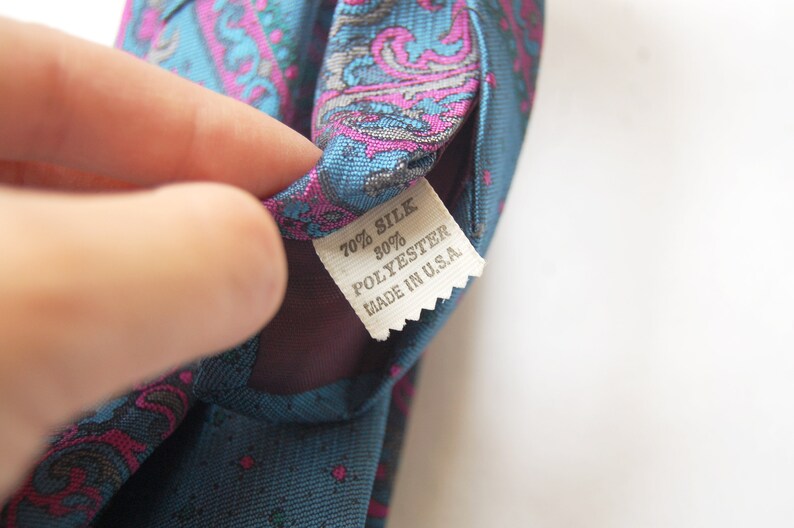 70% SILK
30%
POLYESTER
MADE IN U.S.A.